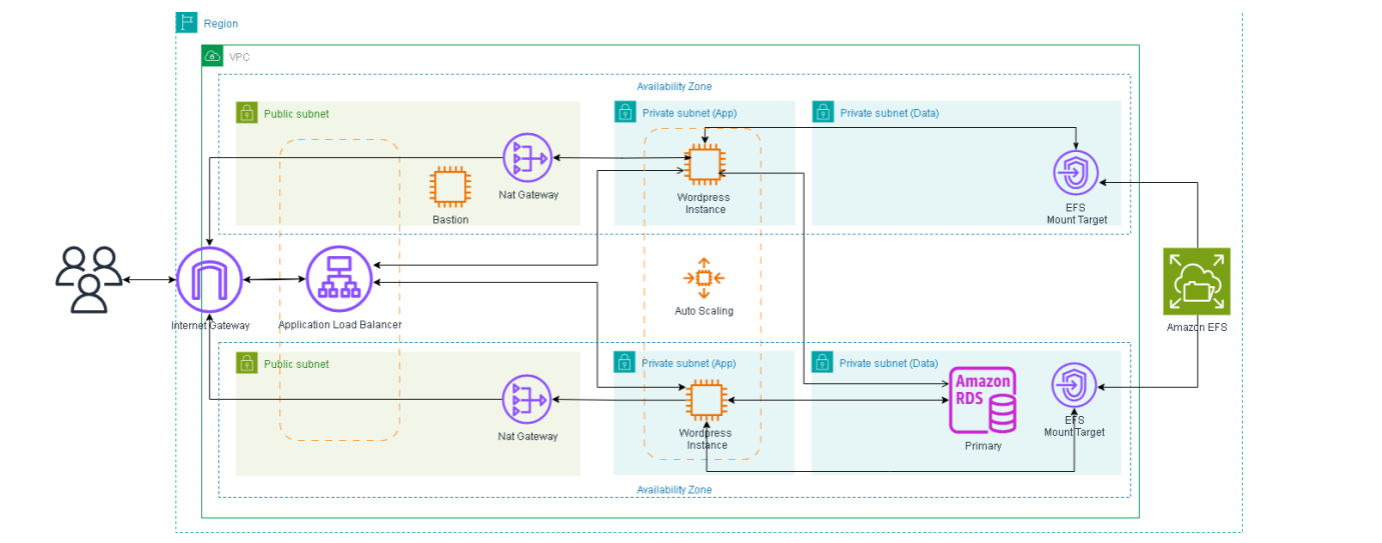 Region
VPC
Availability Zone
Public subnet
Private subnet (App)
Private subnet (Data)
Nat Gateway
Bastion
Wordpress
Instance
EFS
Mount Target
Internet Gateway
Application Load Balancer
Auto Scaling
Amazon EFS
Public subnet
Private subnet (App)
Private subnet (Data)
Amazon
RDS
Nat Gateway
Wordpress
Instance
Primary
EFS
Mount Target
Availability Zone